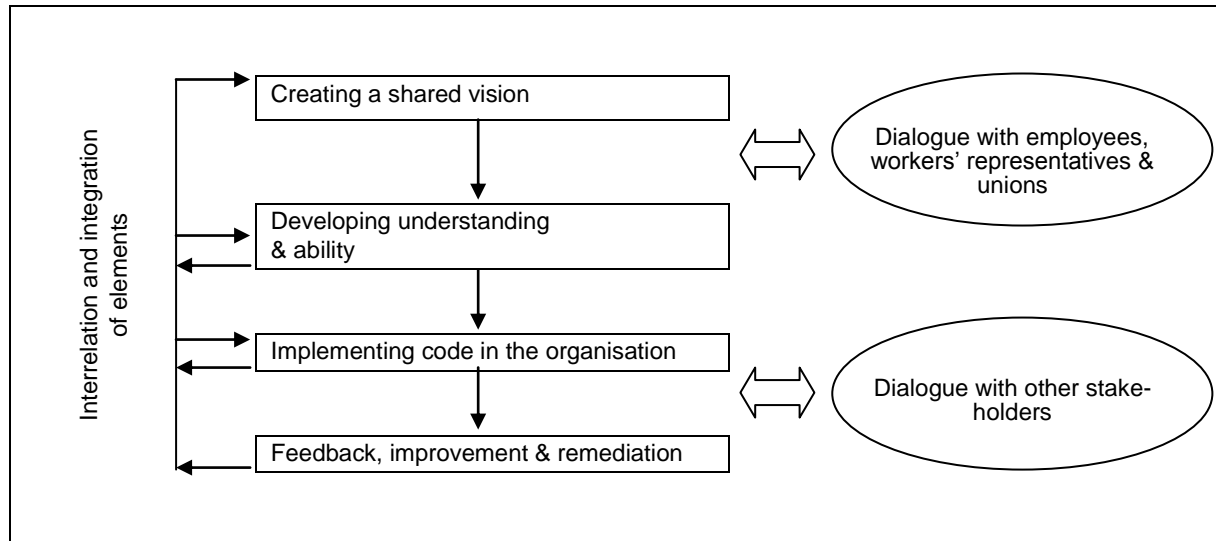 Creating a shared vision
Dialogue with employees,
workers’ representatives &
unions
Developing understanding
& ability
Interrelation and integration
of elements
Implementing code in the organisation
Dialogue with other stake-
holders
Feedback, improvement & remediation